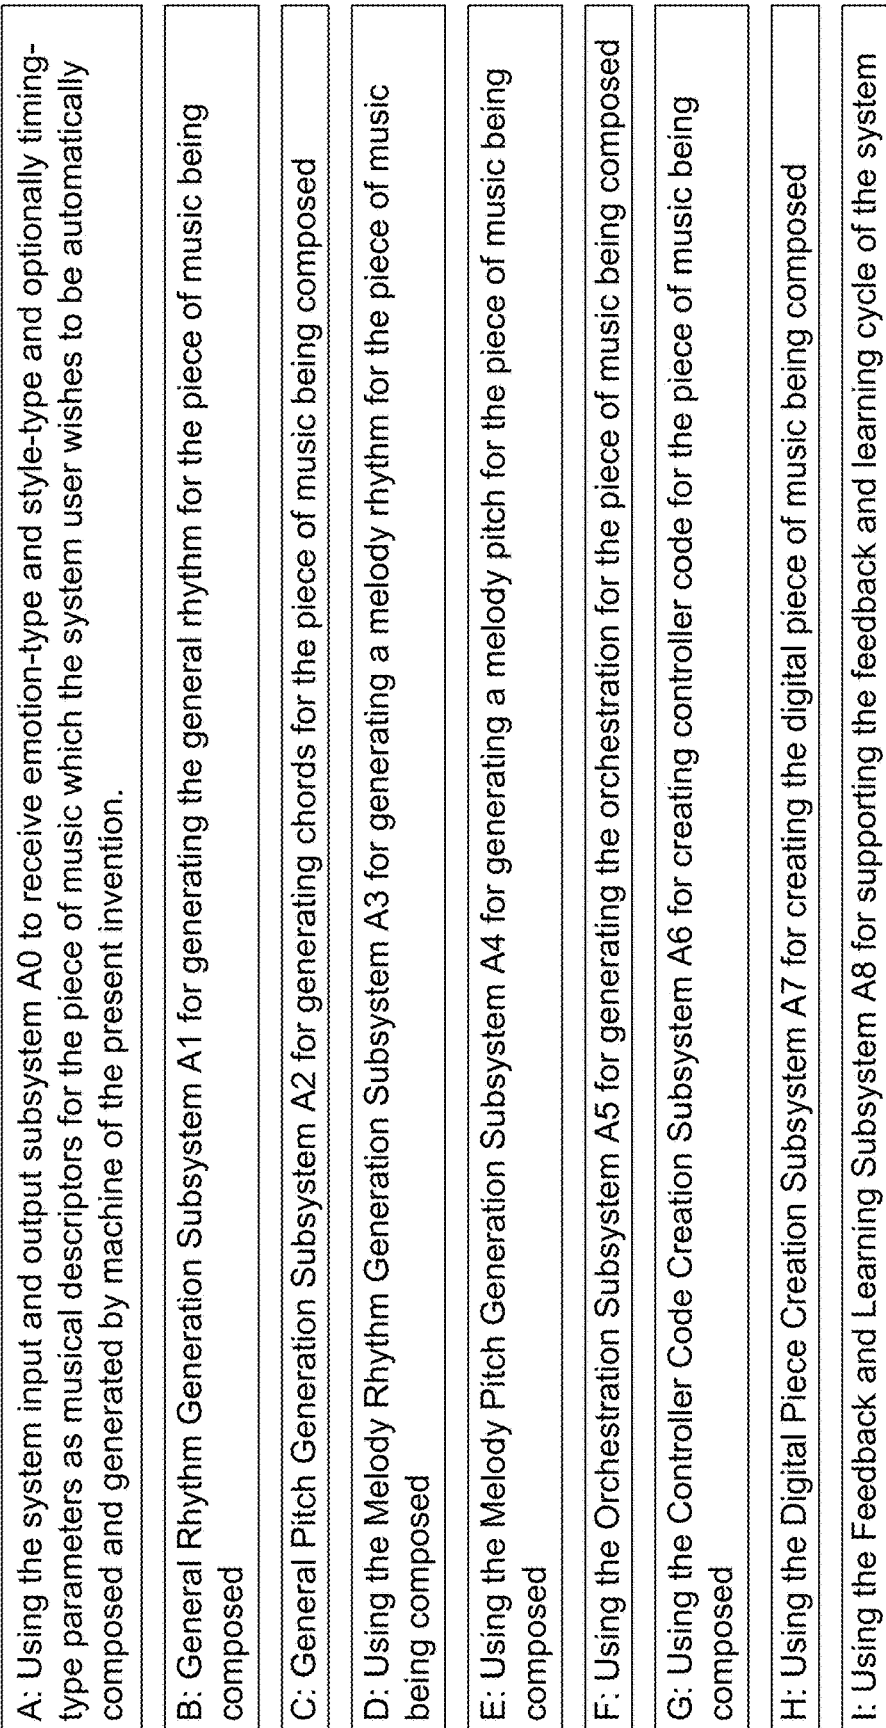 A: Using the system input and output subsystem A0 to receive emotion-type and style-type and optionally timing-
type parameters as musical descriptors for the piece of music which the system user wishes to be automatically
composed and generated by machine of the present invention.
B: General Rhythm Generation Subsystem A1 for generating the general rhythm for the piece of music being
composed
C: General Pitch Generation Subsystem A2 for generating chords for the piece of music being composed
D: Using the Melody Rhythm Generation Subsystem A3 for generating a melody rhythm for the piece of music
being composed
E: Using the Melody Pitch Generation Subsystem A4 for generating a melody pitch for the piece of music being
composed
F: Using the Orchestration Subsystem A5 for generating the orchestration for the piece of music being composed
G: Using the Controller Code Creation Subsystem A6 for creating controller code for the piece of music being
composed
H: Using the Digital Piece Creation Subsystem A7 for creating the digital piece of music being composed
I: Using the Feedback and Learning Subsystem A8 for supporting the feedback and learning cycle of the system